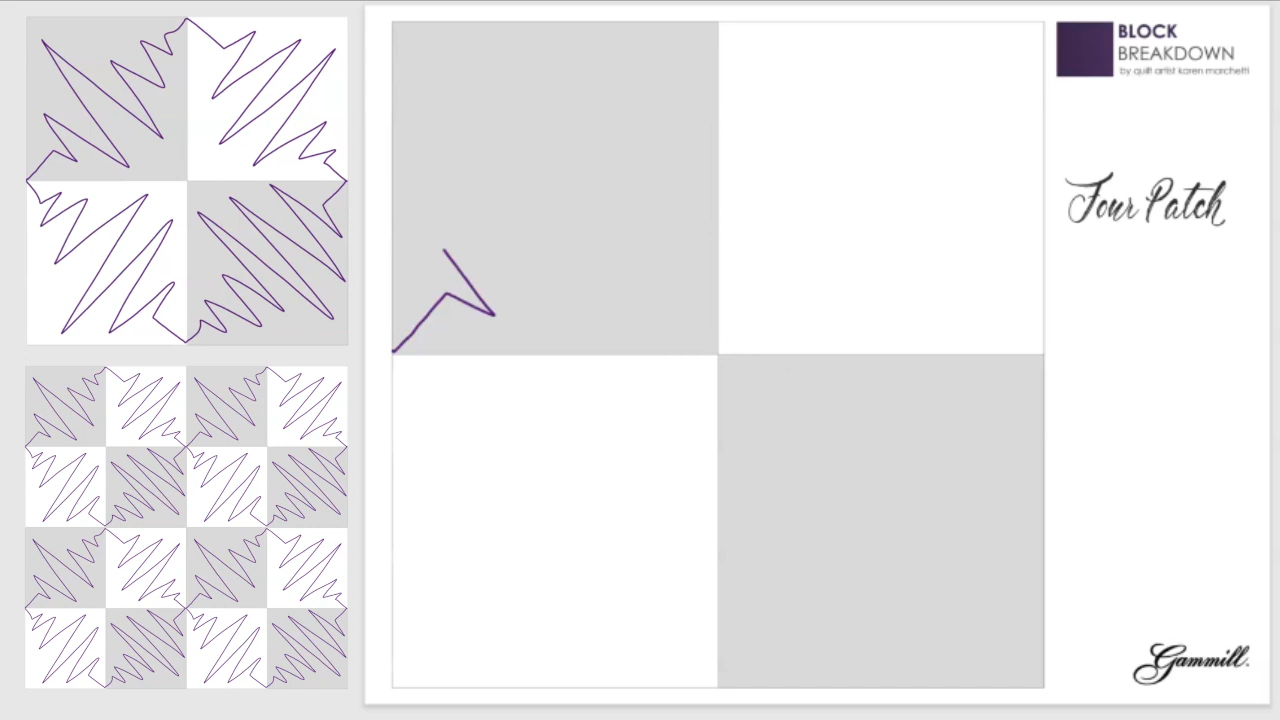 BLOCK
BREAKDOWN
by quilt artist karen marchetti
Four Patch
Gammill.